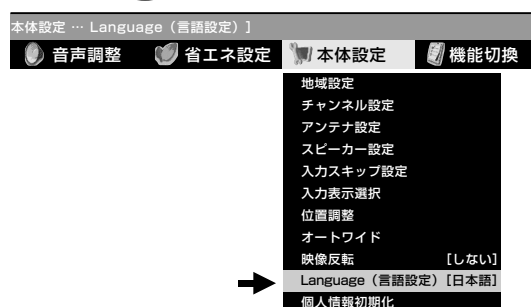 本体設定 … Language（言語設定）］
音声調整 省エネ設定 本体設定 機能切換
地域設定
チャンネル設定
アンテナ設定
スピーカー設定
入力スキップ設定
入力表示選択
位置調整
オートワイド
映像反転 ［しない］
Language（言語設定）［日本語］
個人情報初期化